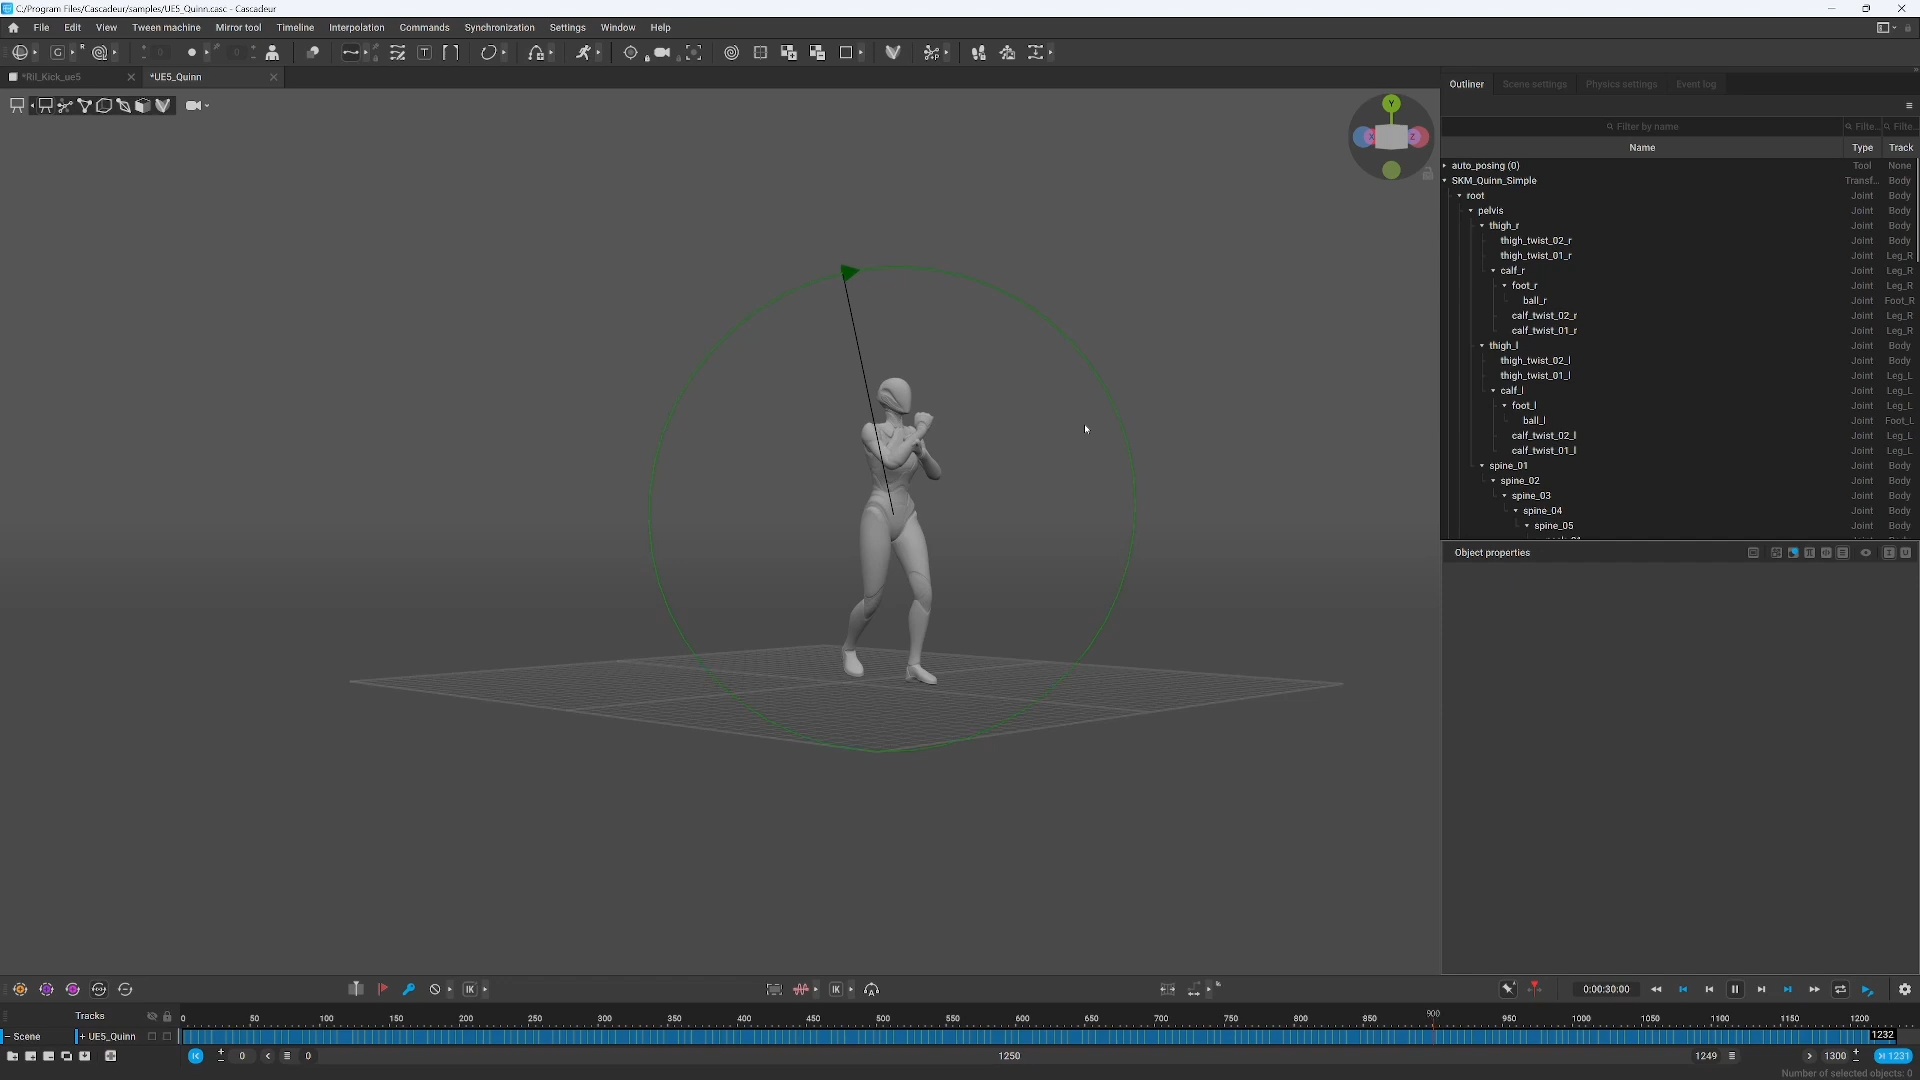 C:/Program Files/Cascadeur/samples/UE5_Quinn.casc - Cascadeur
File Edit View Tween machine Mirror tool Timeline Interpolation Commands Synchronization Settings Window Help
*Ril_Kick_ue5 *UE5_Quinn
Outliner Scene settings Physics settings Event log
Filter by name Filte... Filte...
Name Type Track
auto_posing (0) Tool None
SKM_Quinn_Simple Transf... Body
root Joint Body
pelvis Joint Body
thigh_r Joint Body
thigh_twist_02_r Joint Body
thigh_twist_01_r Joint Leg_R
calf_r Joint Leg_R
foot_r Joint Leg_R
ball_r Joint Foot_R
calf_twist_02_r Joint Leg_R
calf_twist_01_r Joint Leg_R
thigh_l Joint Body
thigh_twist_02_l Joint Body
thigh_twist_01_l Joint Leg_L
calf_l Joint Leg_L
foot_l Joint Leg_L
ball_l Joint Foot_L
calf_twist_02_l Joint Leg_L
calf_twist_01_l Joint Leg_L
spine_01 Joint Body
spine_02 Joint Body
spine_03 Joint Body
spine_04 Joint Body
spine_05 Joint Body
Object properties
Y
X Z
IK IK 0:00:30:00
Tracks 0 50 100 150 200 250 300 350 400 450 500 550 600 650 700 750 800 850 900 950 1000 1050 1100 1150 1200
Scene + UE5_Quinn 1232
0 0 1250 1249 1300 1231
Number of selected objects: 0